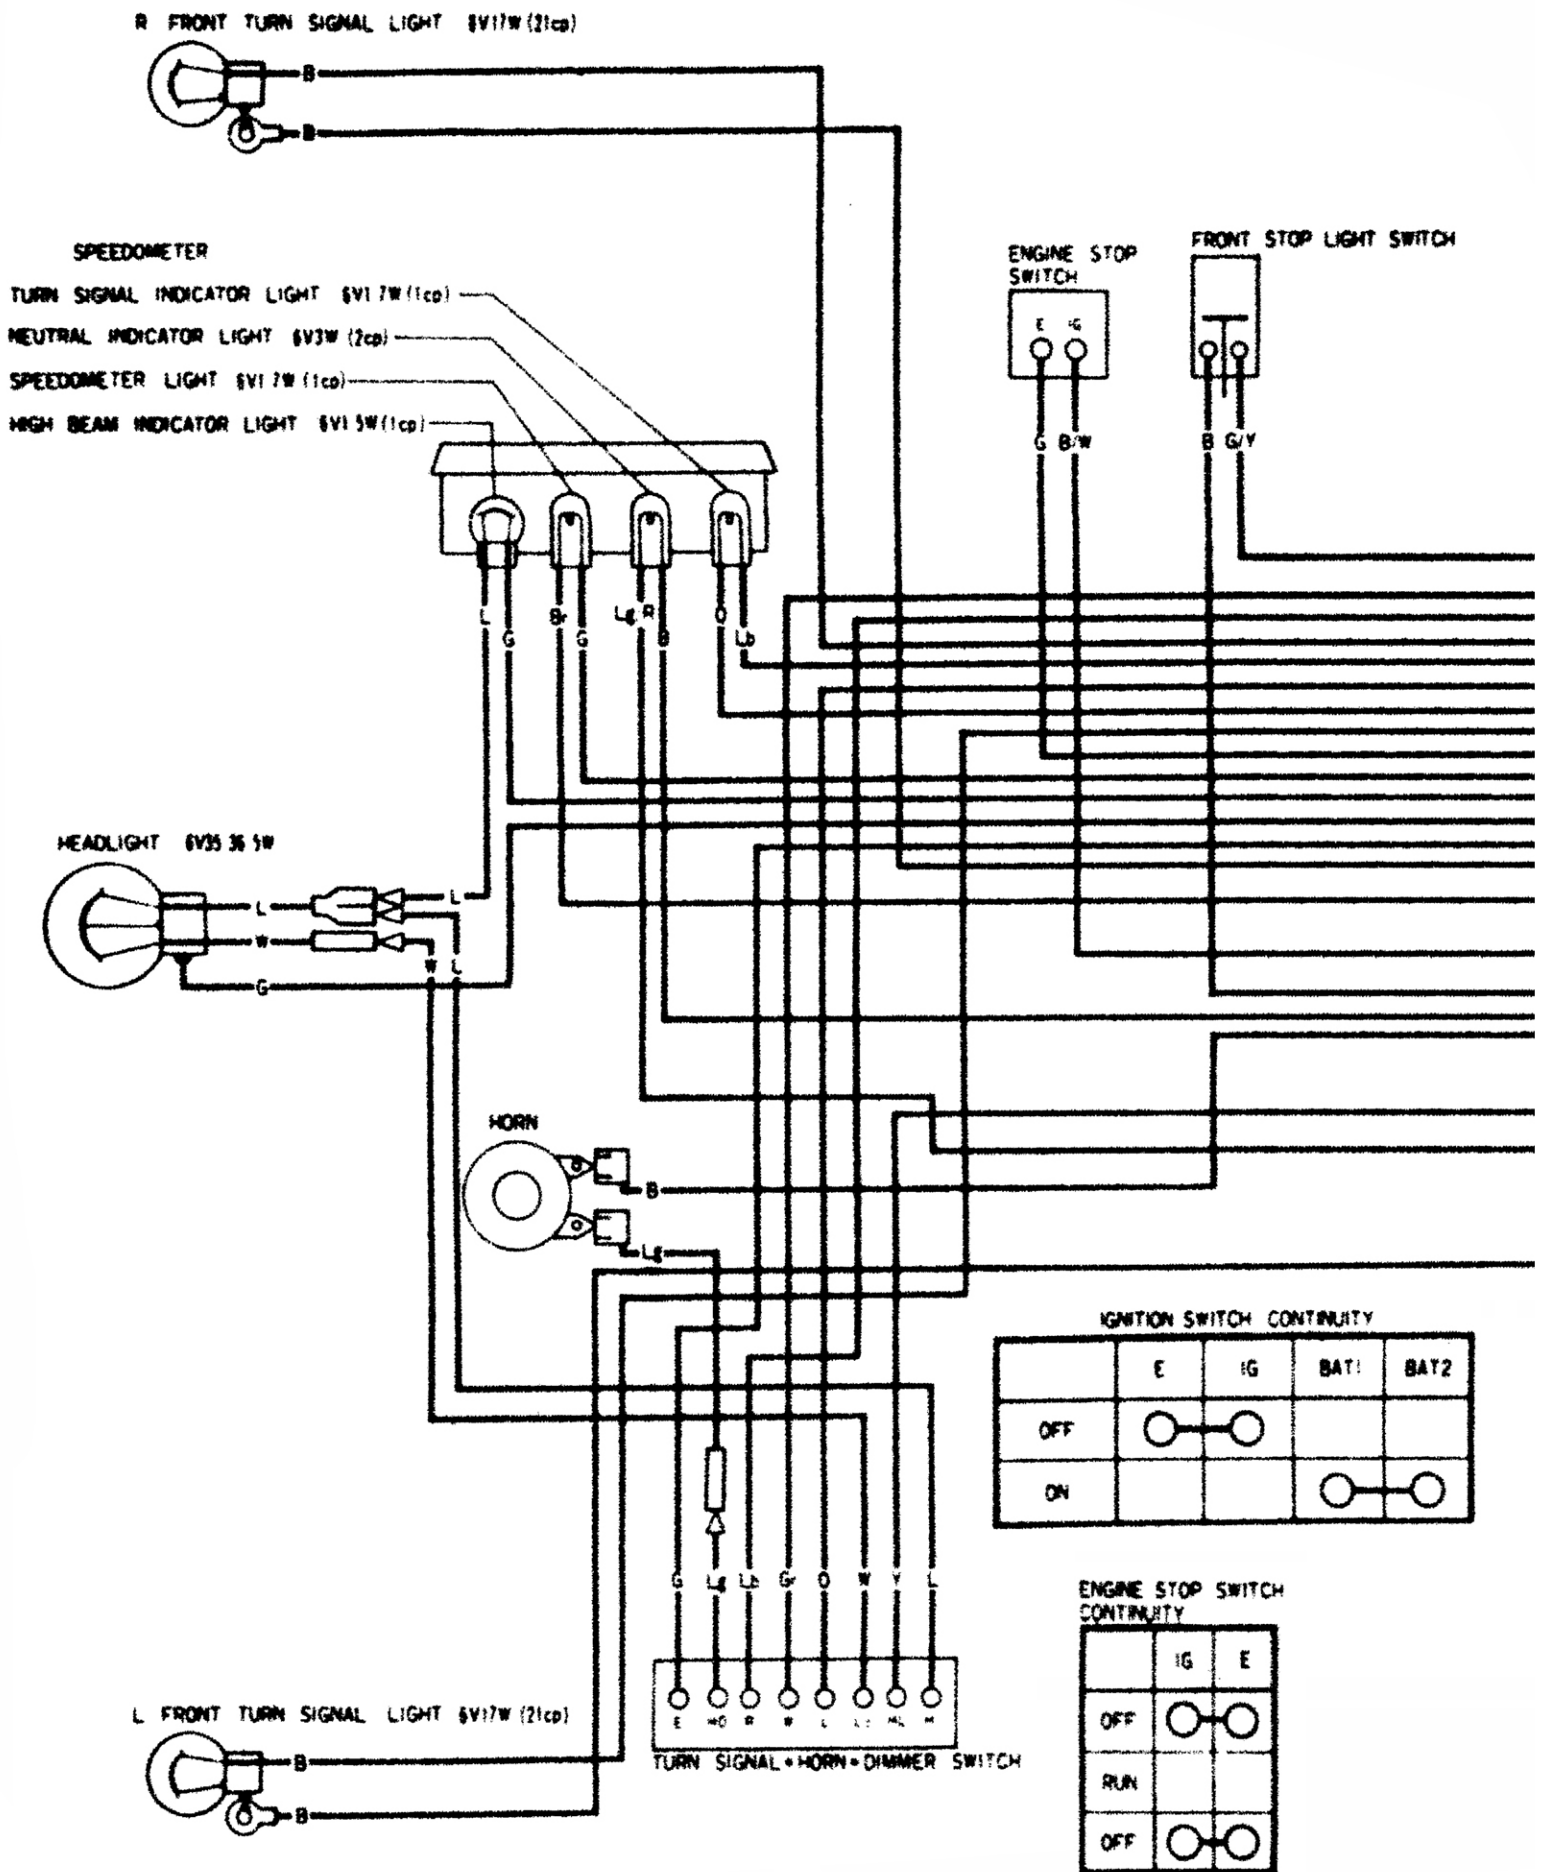 R FRONT TURN SIGNAL LIGHT 6V17W (21cp)
B
B
SPEEDOMETER
TURN SIGNAL INDICATOR LIGHT 6V1 7W (1cp)
NEUTRAL INDICATOR LIGHT 6V3W (2cp)
SPEEDOMETER LIGHT 6V1 7W (1cp)
HIGH BEAM INDICATOR LIGHT 6V1 5W (1cp)
ENGINE STOP
SWITCH
E IG
G B/W
FRONT STOP LIGHT SWITCH
B G/Y
L G Br G Lg R B O Lb
HEADLIGHT 6V35 36 5W
L L
W
W L
G
HORN
B
Lg
IGNITION SWITCH CONTINUITY
E IG BAT1 BAT2
OFF
ON
G Lg Lb Gr O W Y L
E HO R W L HL H
TURN SIGNAL • HORN • DIMMER SWITCH
ENGINE STOP SWITCH
CONTINUITY
IG E
OFF
RUN
OFF
L FRONT TURN SIGNAL LIGHT 6V17W (21cp)
B
B